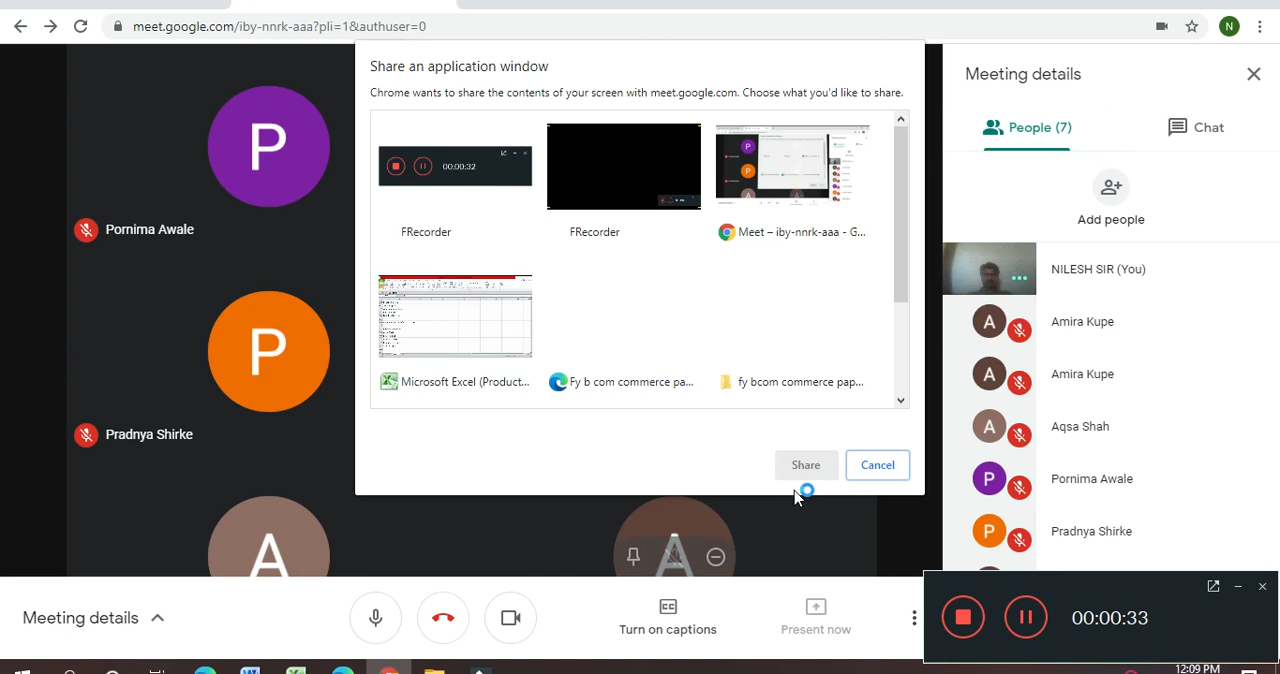 meet.google.com/iby-nnrk-aaa?pli=1&authuser=0
N
Share an application window
Chrome wants to share the contents of your screen with meet.google.com. Choose what you'd like to share.
00:00:32
FRecorder
FRecorder
Meet – iby-nnrk-aaa - G...
Microsoft Excel (Product...
Fy b com commerce pa...
fy bcom commerce pap...
Share
Cancel
P
Pornima Awale
P
Pradnya Shirke
A
A
Meeting details
People (7)
Chat
Add people
NILESH SIR (You)
A
Amira Kupe
A
Amira Kupe
A
Aqsa Shah
P
Pornima Awale
P
Pradnya Shirke
Meeting details
Turn on captions
Present now
00:00:33
12:09 PM